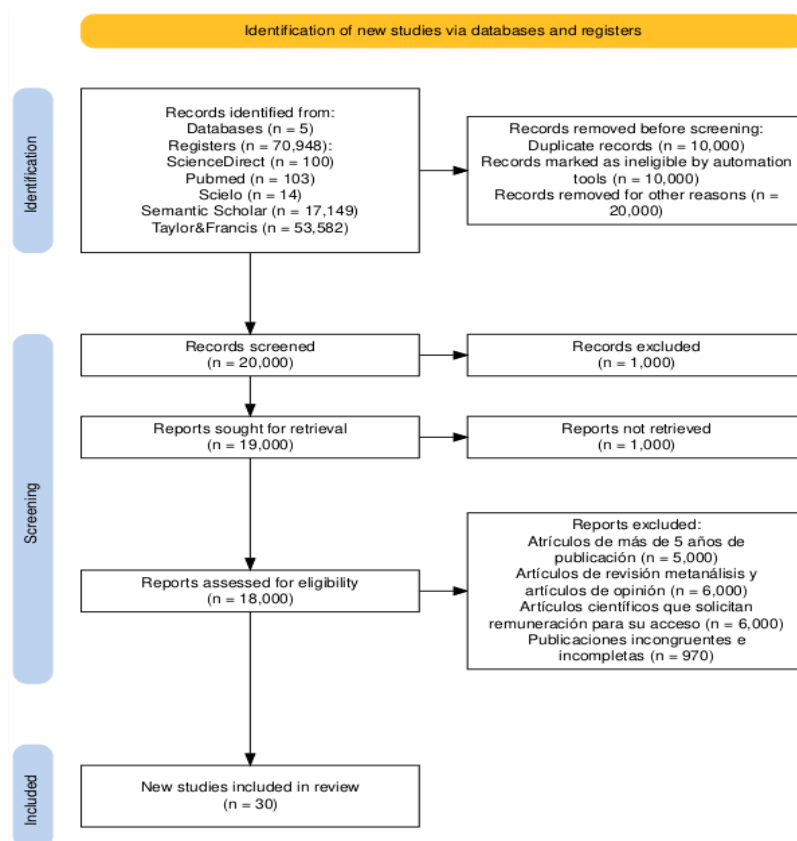 Identification of new studies via databases and registers
Identification
Records identified from:
Databases (n = 5)
Registers (n = 70,948):
ScienceDirect (n = 100)
Pubmed (n = 103)
Scielo (n = 14)
Semantic Scholar (n = 17,149)
Taylor&Francis (n = 53,582)
Records removed before screening:
Duplicate records (n = 10,000)
Records marked as ineligible by automation
tools (n = 10,000)
Records removed for other reasons (n =
20,000)
Screening
Records screened
(n = 20,000)
Records excluded
(n = 1,000)
Reports sought for retrieval
(n = 19,000)
Reports not retrieved
(n = 1,000)
Reports assessed for eligibility
(n = 18,000)
Reports excluded:
Atrículos de más de 5 años de
publicación (n = 5,000)
Artículos de revisión metanálisis y
artículos de opinión (n = 6,000)
Artículos científicos que solicitan
remuneración para su acceso (n = 6,000)
Publicaciones incongruentes e
incompletas (n = 970)
Included
New studies included in review
(n = 30)